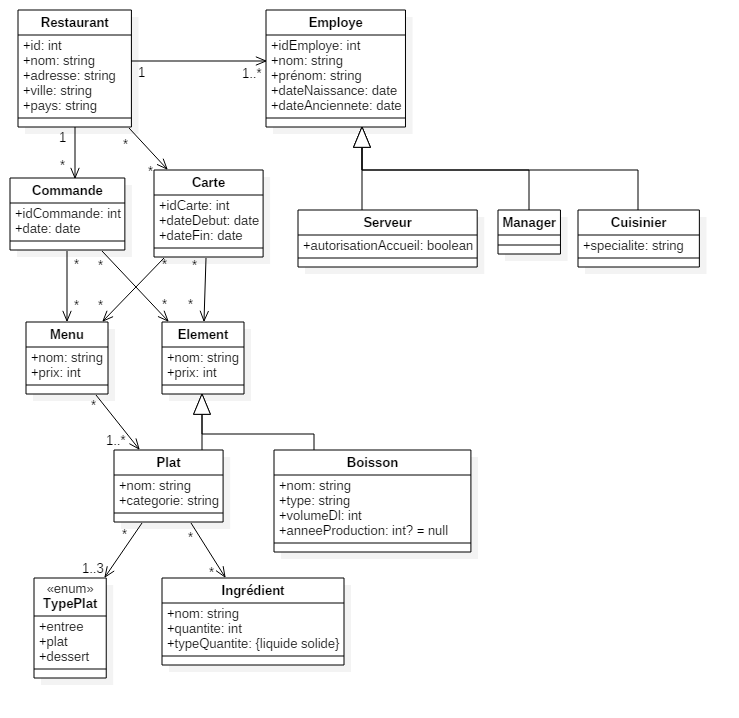 Restaurant
+id: int
+nom: string
+adresse: string
+ville: string
+pays: string
Employe
+idEmploye: int
+nom: string
+prénom: string
+dateNaissance: date
+dateAnciennete: date
1
1..*
1
*
*
*
Commande
+idCommande: int
+date: date
Carte
+idCarte: int
+dateDebut: date
+dateFin: date
Serveur
+autorisationAccueil: boolean
Manager
Cuisinier
+specialite: string
*
*
*
*
*
*
*
*
Menu
+nom: string
+prix: int
Element
+nom: string
+prix: int
*
1..*
Plat
+nom: string
+categorie: string
Boisson
+nom: string
+type: string
+volumeDl: int
+anneeProduction: int? = null
*
*
1..3
*
«enum»
TypePlat
+entree
+plat
+dessert
Ingrédient
+nom: string
+quantite: int
+typeQuantite: {liquide solide}